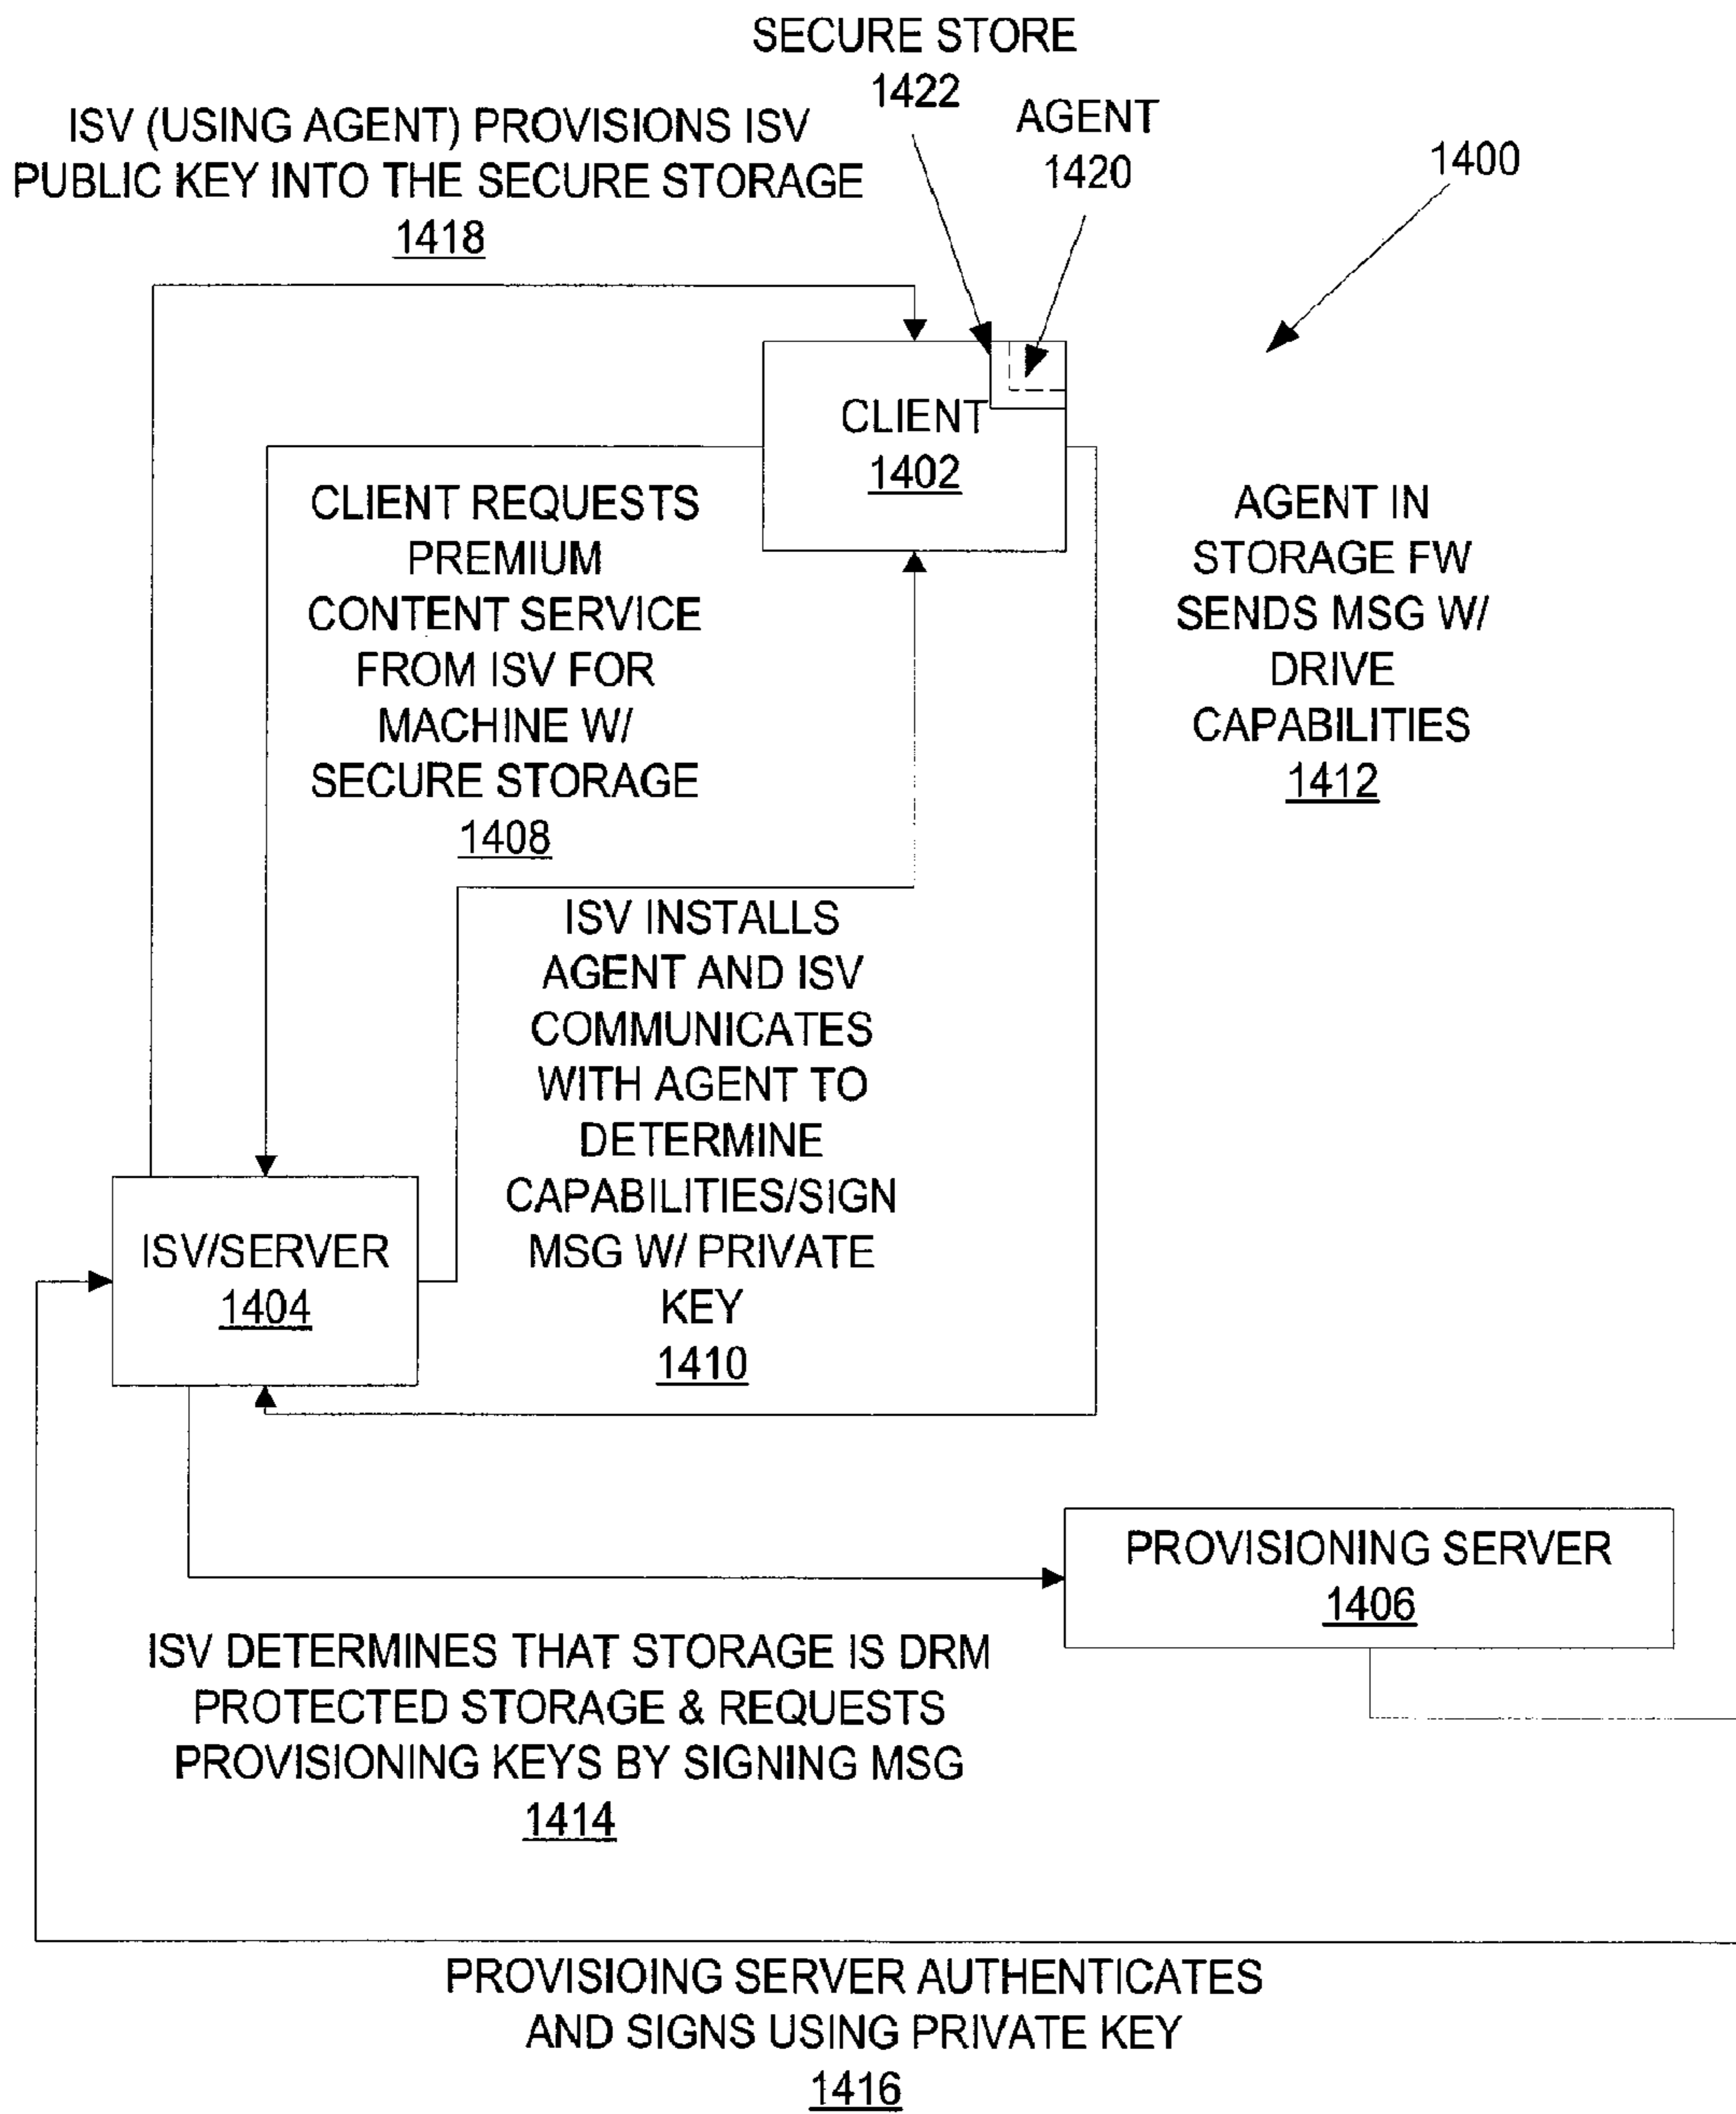 SECURE STORE
1422
AGENT
1420
1400
ISV (USING AGENT) PROVISIONS ISV
PUBLIC KEY INTO THE SECURE STORAGE
1418
CLIENT
1402
CLIENT REQUESTS
PREMIUM
CONTENT SERVICE
FROM ISV FOR
MACHINE W/
SECURE STORAGE
1408
AGENT IN
STORAGE FW
SENDS MSG W/
DRIVE
CAPABILITIES
1412
ISV INSTALLS
AGENT AND ISV
COMMUNICATES
WITH AGENT TO
DETERMINE
CAPABILITIES/SIGN
MSG W/ PRIVATE
KEY
1410
ISV/SERVER
1404
PROVISIONING SERVER
1406
ISV DETERMINES THAT STORAGE IS DRM
PROTECTED STORAGE & REQUESTS
PROVISIONING KEYS BY SIGNING MSG
1414
PROVISIOING SERVER AUTHENTICATES
AND SIGNS USING PRIVATE KEY
1416